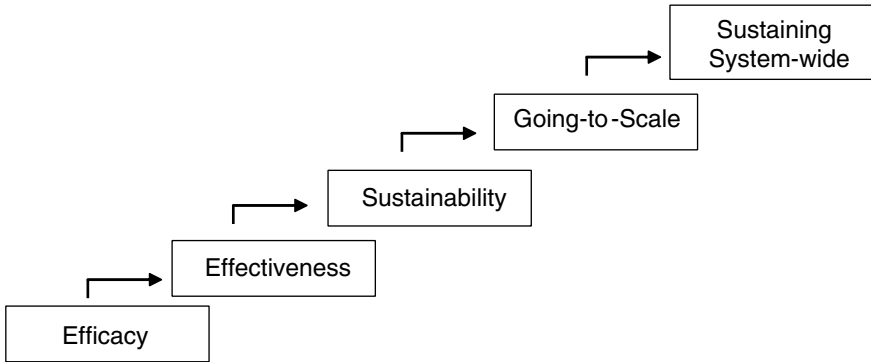 Sustaining
System-wide
Going-to-Scale
Sustainability
Effectiveness
Efficacy